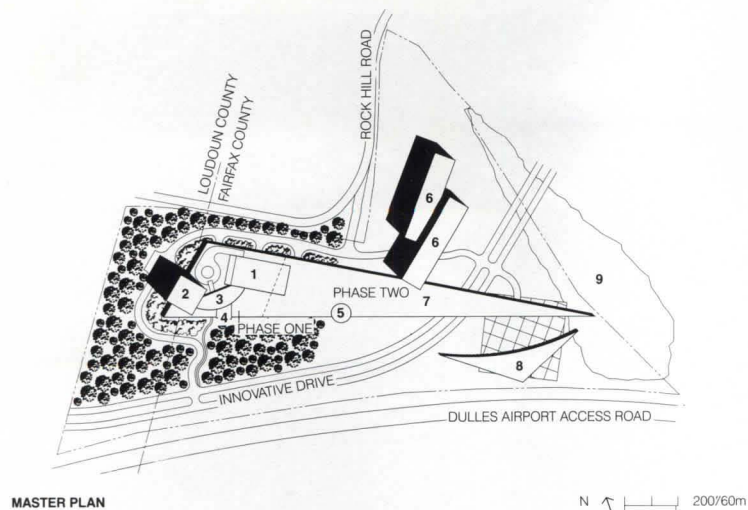 ROCK HILL ROAD
LOUDOUN COUNTY
FAIRFAX COUNTY
6
6
1
9
PHASE TWO
2
7
3
4
5
PHASE ONE
8
INNOVATIVE DRIVE
DULLES AIRPORT ACCESS ROAD
MASTER PLAN
N
200'/60m